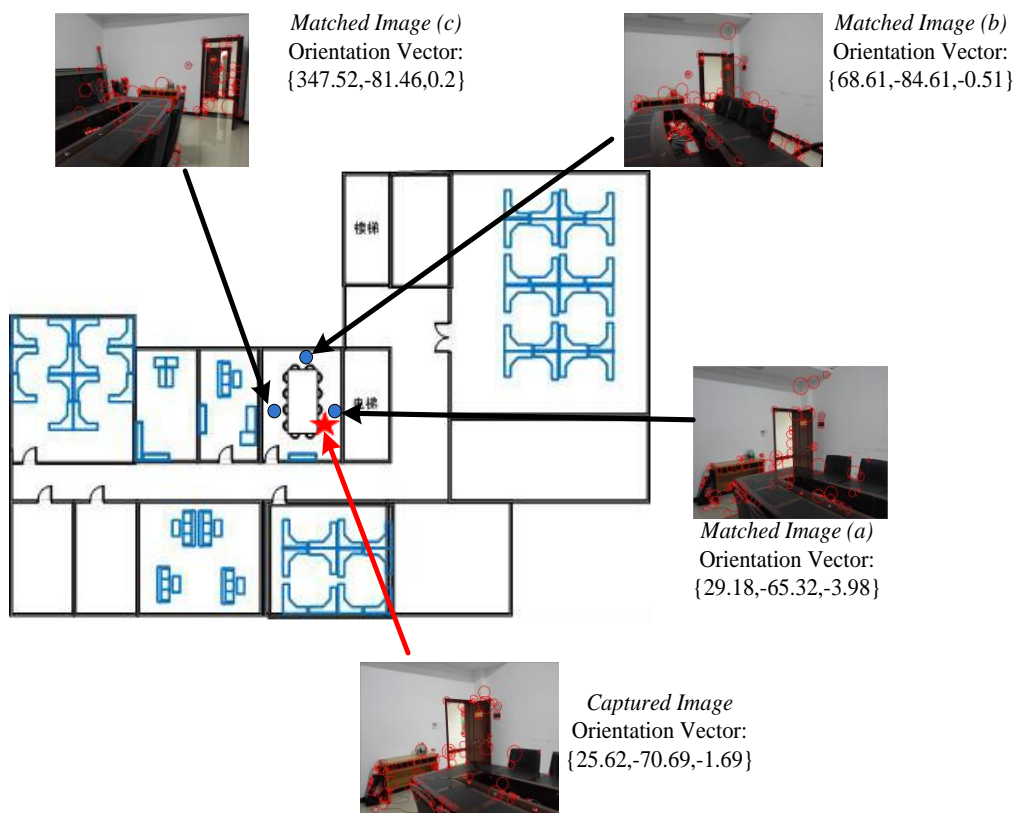 Matched Image (c)
Orientation Vector:
{347.52,-81.46,0.2}
Matched Image (b)
Orientation Vector:
{68.61,-84.61,-0.51}
楼梯
电梯
Matched Image (a)
Orientation Vector:
{29.18,-65.32,-3.98}
Captured Image
Orientation Vector:
{25.62,-70.69,-1.69}